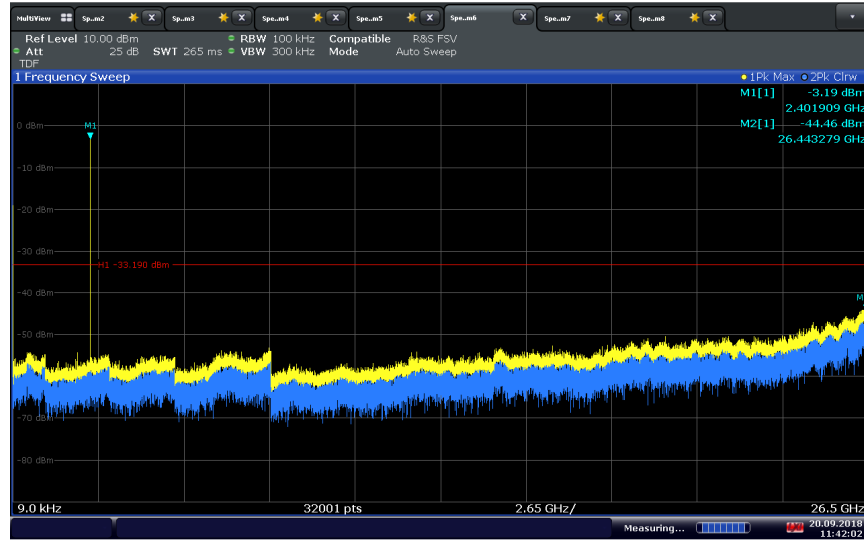 MultiView Sp..m2 X Sp..m3 X Spe..m4 X Spe..m5 X Spe..m6 X Spe..m7 X Spe..m8 X
Ref Level 10.00 dBm RBW 100 kHz Compatible R&S FSV
Att 25 dB SWT 265 ms VBW 300 kHz Mode Auto Sweep
TDF
1 Frequency Sweep 1Pk Max 2Pk Clrw
M1[1] -3.19 dBm
2.401909 GHz
M2[1] -44.46 dBm
26.443279 GHz
0 dBm
M1
-10 dBm
-20 dBm
-30 dBm
H1 -33.190 dBm
-40 dBm
M
-50 dBm
-70 dBm
-80 dBm
9.0 kHz 32001 pts 2.65 GHz/ 26.5 GHz
Measuring... 20.09.2018
11:42:02